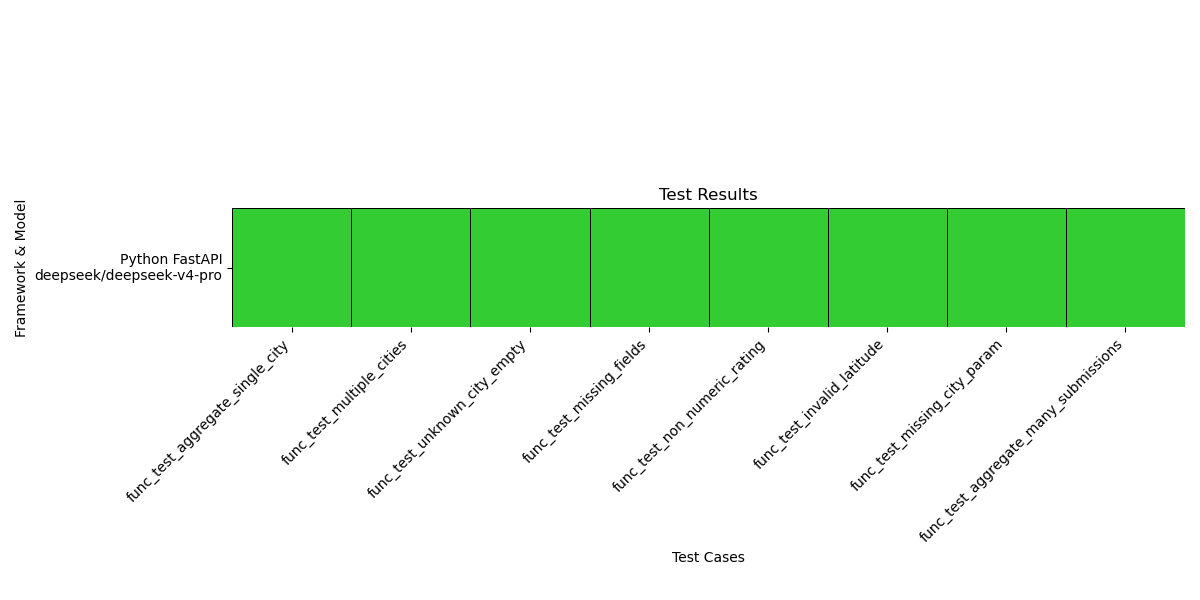 Test Results
Framework & Model
Python FastAPI
deepseek/deepseek-v4-pro
func_test_aggregate_single_city
func_test_multiple_cities
func_test_unknown_city_empty
func_test_missing_fields
func_test_non_numeric_rating
func_test_invalid_latitude
func_test_missing_city_param
func_test_aggregate_many_submissions
Test Cases